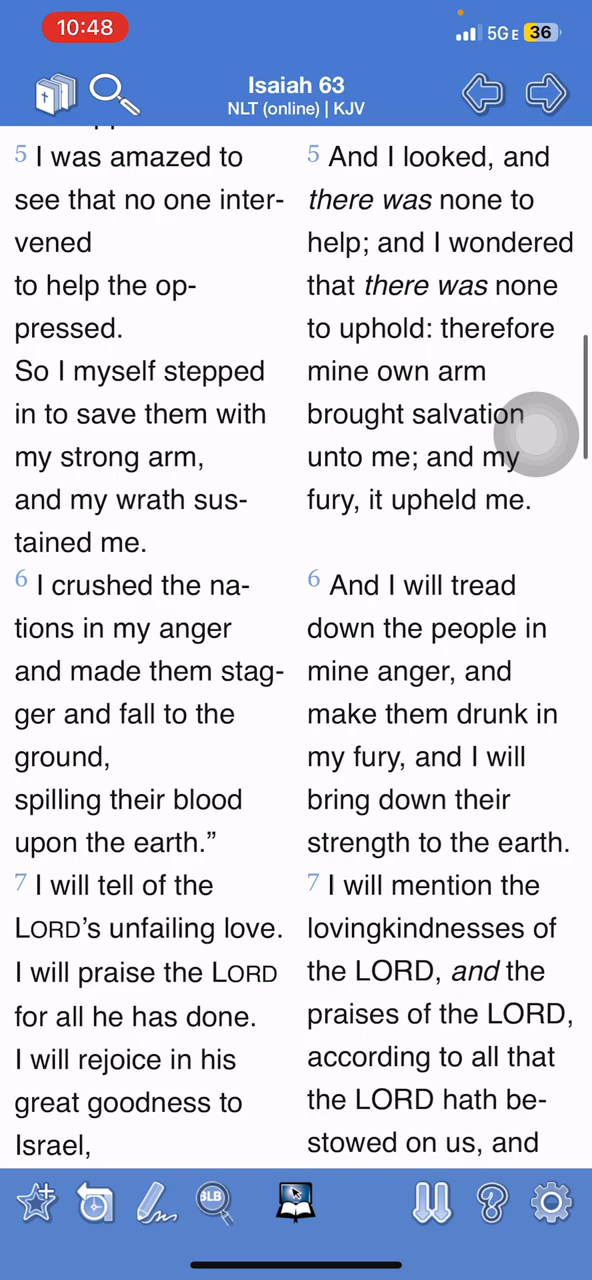 10:48
5GE 36
Isaiah 63
NLT (online) | KJV
5 I was amazed to
see that no one inter-
vened
to help the op-
pressed.
So I myself stepped
in to save them with
my strong arm,
and my wrath sus-
tained me.
6 I crushed the na-
tions in my anger
and made them stag-
ger and fall to the
ground,
spilling their blood
upon the earth.”
7 I will tell of the
LORD’s unfailing love.
I will praise the LORD
for all he has done.
I will rejoice in his
great goodness to
Israel,
5 And I looked, and
there was none to
help; and I wondered
that there was none
to uphold: therefore
mine own arm
brought salvation
unto me; and my
fury, it upheld me.
6 And I will tread
down the people in
mine anger, and
make them drunk in
my fury, and I will
bring down their
strength to the earth.
7 I will mention the
lovingkindnesses of
the LORD, and the
praises of the LORD,
according to all that
the LORD hath be-
stowed on us, and
BLB